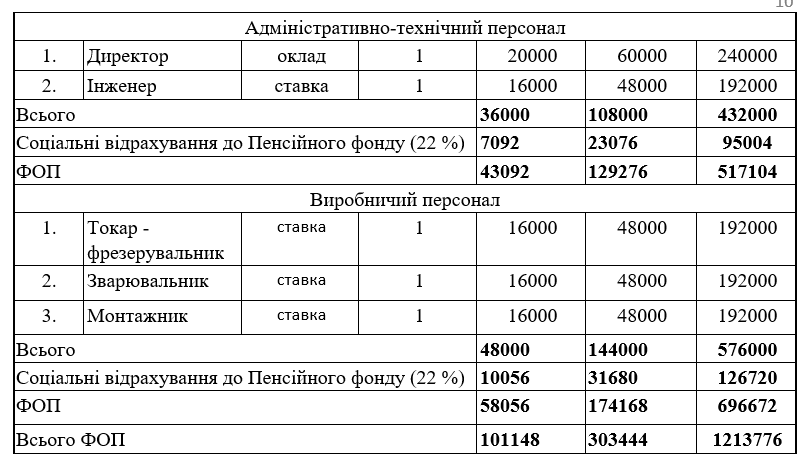 10
Адміністративно-технічний персонал
1. Директор оклад 1 20000 60000 240000
2. Інженер ставка 1 16000 48000 192000
Всього 36000 108000 432000
Соціальні відрахування до Пенсійного фонду (22 %) 7092 23076 95004
ФОП 43092 129276 517104
Виробничий персонал
1. Токар - ставка 1 16000 48000 192000
фрезерувальник
2. Зварювальник ставка 1 16000 48000 192000
3. Монтажник ставка 1 16000 48000 192000
Всього 48000 144000 576000
Соціальні відрахування до Пенсійного фонду (22 %) 10056 31680 126720
ФОП 58056 174168 696672
Всього ФОП 101148 303444 1213776